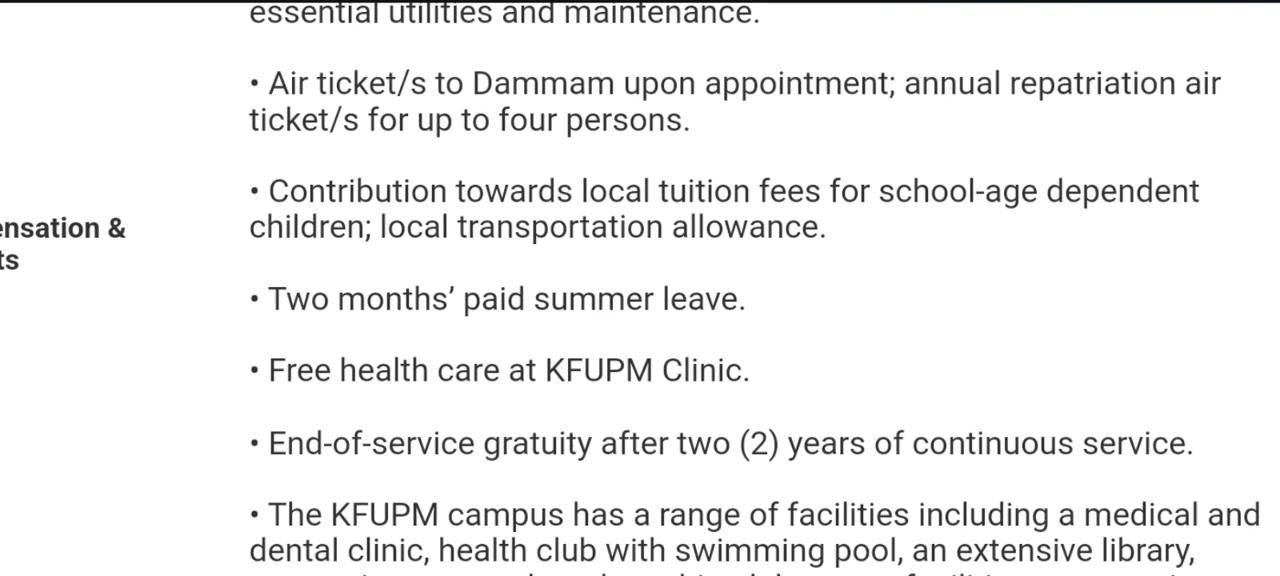 essential utilities and maintenance.
• Air ticket/s to Dammam upon appointment; annual repatriation air
ticket/s for up to four persons.
• Contribution towards local tuition fees for school-age dependent
children; local transportation allowance.
ensation &
ts
• Two months’ paid summer leave.
• Free health care at KFUPM Clinic.
• End-of-service gratuity after two (2) years of continuous service.
• The KFUPM campus has a range of facilities including a medical and
dental clinic, health club with swimming pool, an extensive library,